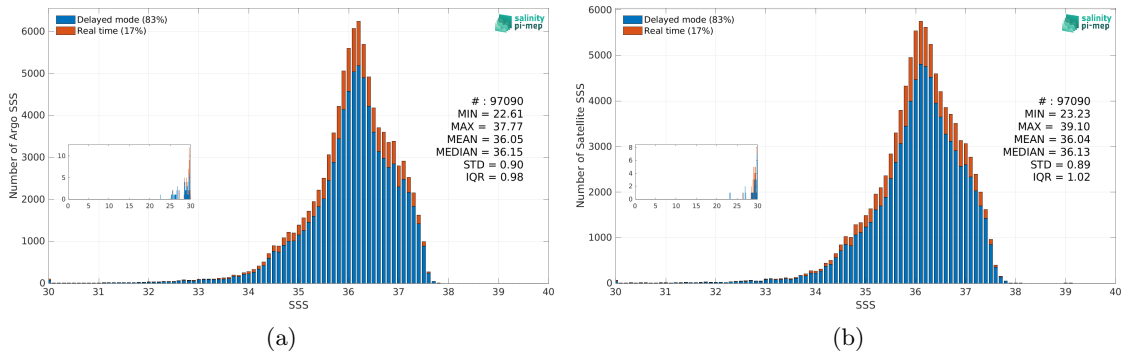 Delayed mode (83%)
Real time (17%)
salinity
pi-mep
Number of Argo SSS
6000
5000
4000
3000
2000
1000
0
# : 97090
MIN = 22.61
MAX = 37.77
MEAN = 36.05
MEDIAN = 36.15
STD = 0.90
IQR = 0.98
10
5
0
0 5 10 15 20 25 30
30 31 32 33 34 35 36 37 38 39 40
SSS
(a)
Delayed mode (83%)
Real time (17%)
salinity
pi-mep
Number of Satellite SSS
6000
5000
4000
3000
2000
1000
0
# : 97090
MIN = 23.23
MAX = 39.10
MEAN = 36.04
MEDIAN = 36.13
STD = 0.89
IQR = 1.02
8
6
4
2
0
0 5 10 15 20 25 30
30 31 32 33 34 35 36 37 38 39 40
SSS
(b)